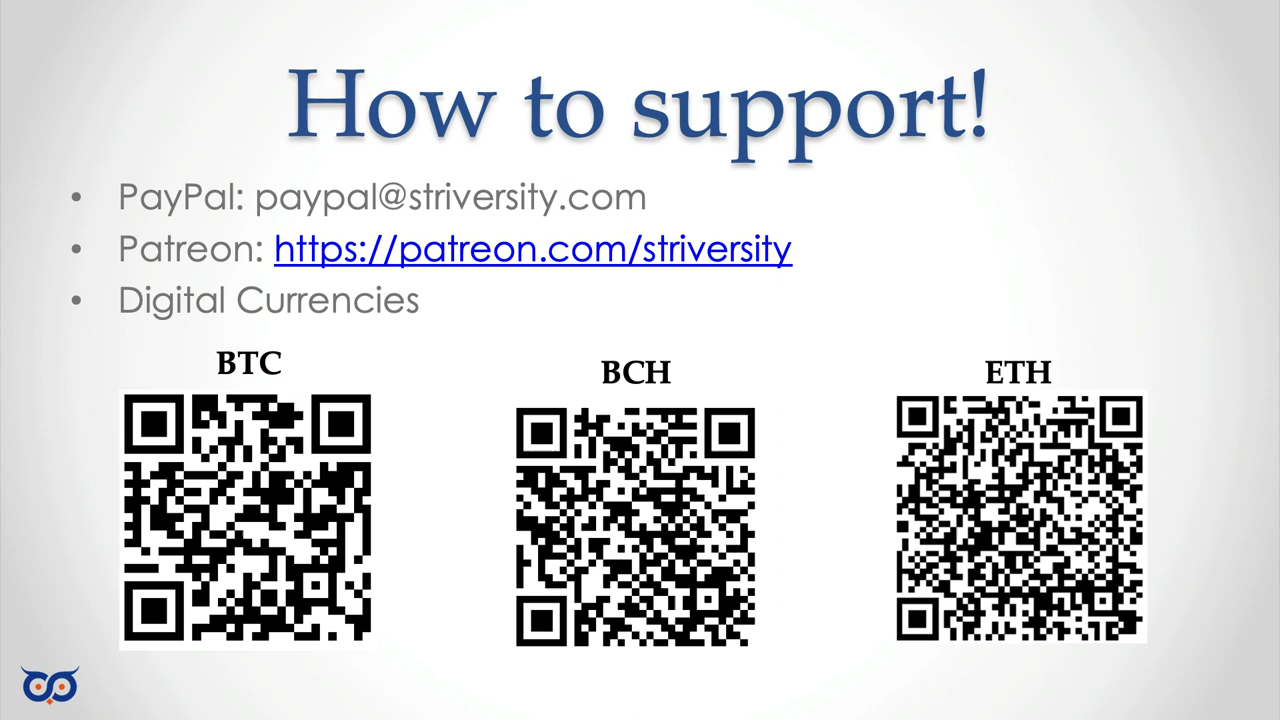 How to support!
• PayPal: paypal@striversity.com
• Patreon: https://patreon.com/striversity
• Digital Currencies
BTC
BCH
ETH